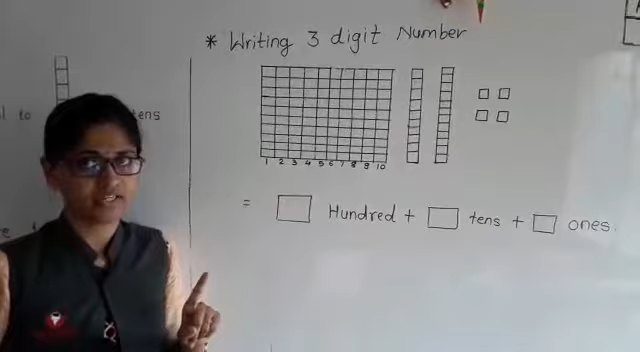 * Writing 3 digit Number
tens
1 2 3 4 5 6 7 8 9 10
= Hundred + tens + ones.